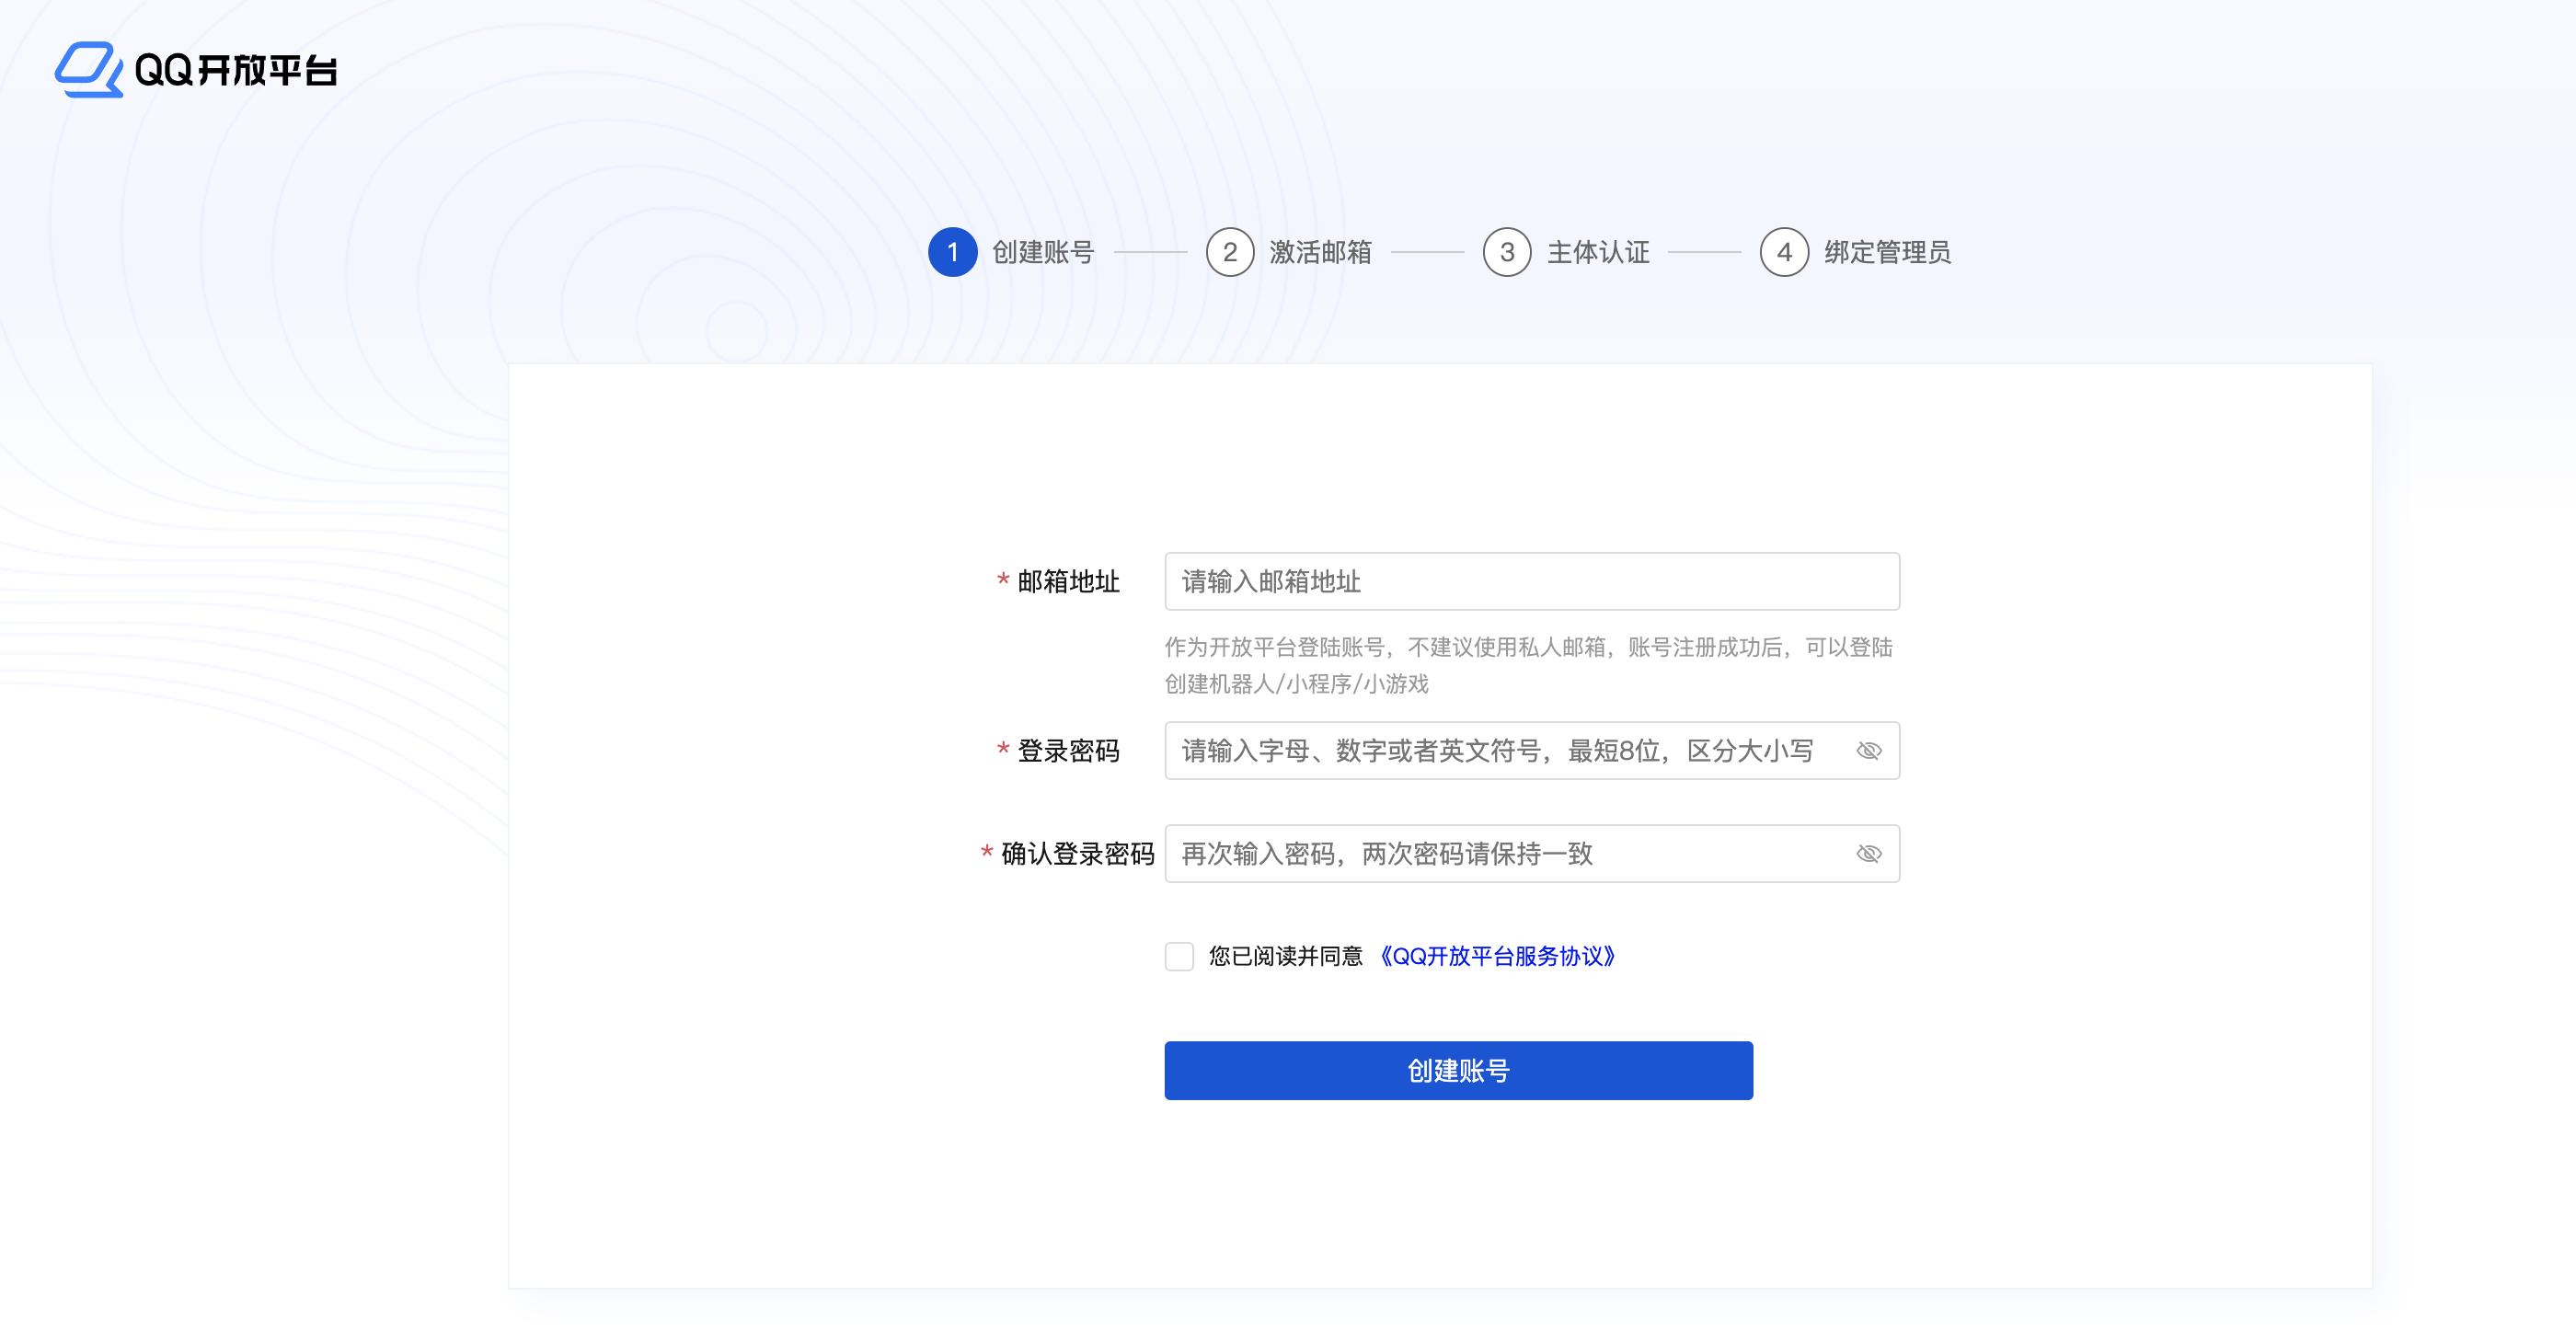 QQ开放平台
1 创建账号 2 激活邮箱 3 主体认证 4 绑定管理员
* 邮箱地址 请输入邮箱地址
作为开放平台登陆账号，不建议使用私人邮箱，账号注册成功后，可以登陆
创建机器人/小程序/小游戏
* 登录密码 请输入字母、数字或者英文符号，最短8位，区分大小写
* 确认登录密码 再次输入密码，两次密码请保持一致
您已阅读并同意 《QQ开放平台服务协议》
创建账号